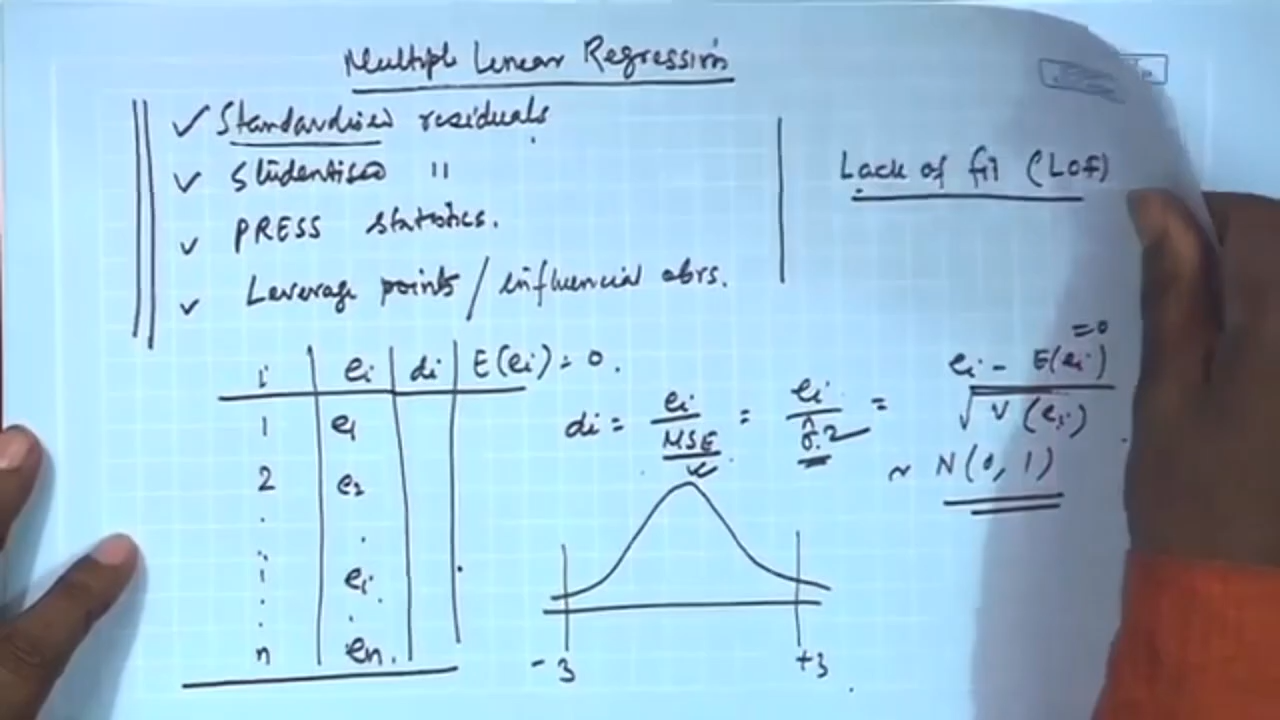 Multiple Linear Regression
✓ Standardised residuals
✓ Studentised "
✓ PRESS statistics.
✓ Leverage points / influencial obrs.
Lack of fit (LOF)
i | ei | di | E(ei) = 0.
1 e1
2 e2
. .
i ei
. .
n en.
di = ei / MSE = ei / σ̂2 = ei - E(ei) / √V(ei)
= 0
~ N(0, 1)
-3 +3